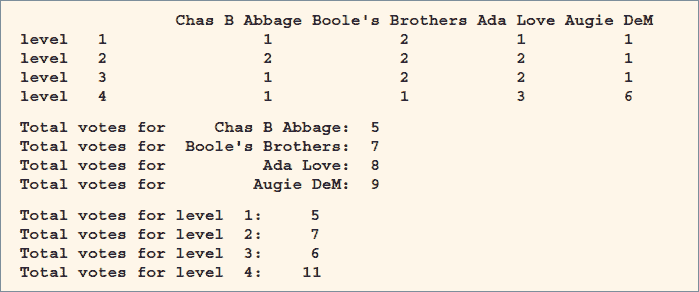 Chas B Abbage Boole's Brothers Ada Love Augie DeM
level 1 1 2 1 1
level 2 2 2 2 1
level 3 1 2 2 1
level 4 1 1 3 6
Total votes for Chas B Abbage: 5
Total votes for Boole's Brothers: 7
Total votes for Ada Love: 8
Total votes for Augie DeM: 9
Total votes for level 1: 5
Total votes for level 2: 7
Total votes for level 3: 6
Total votes for level 4: 11